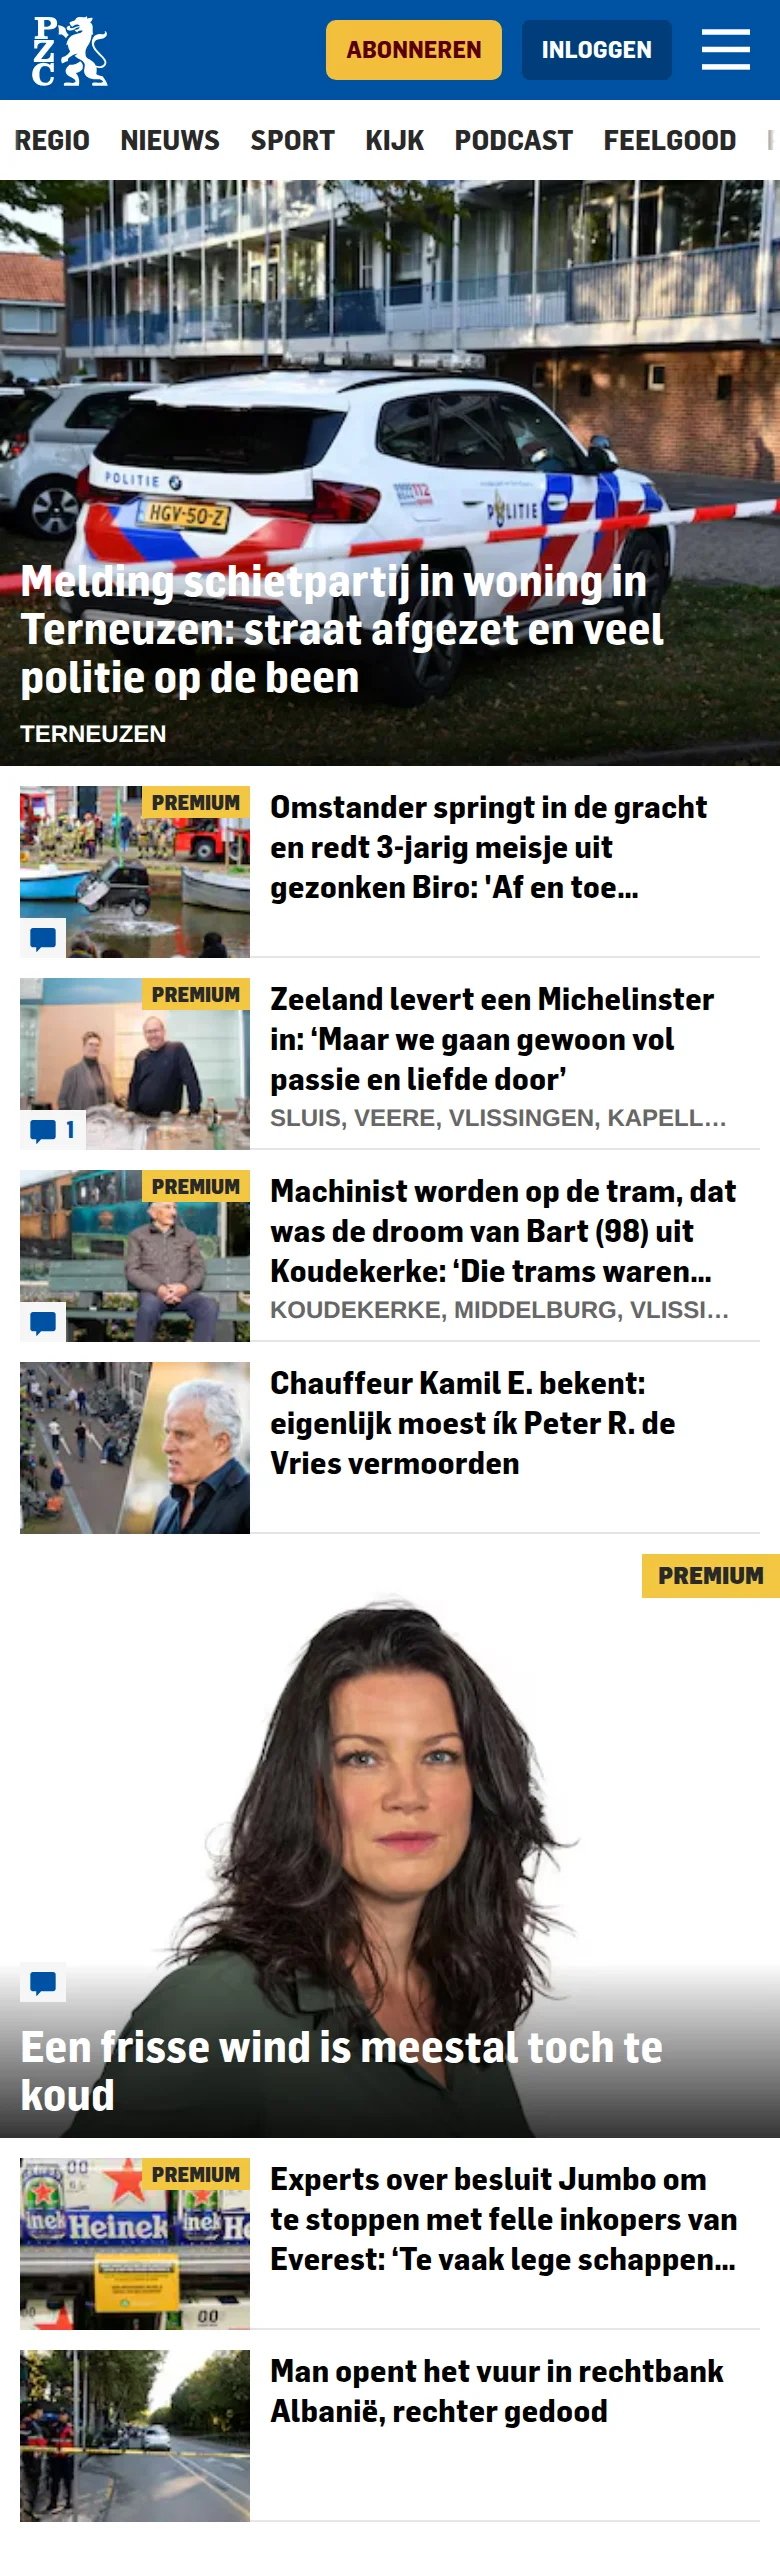 PZC
ABONNEREN
INLOGGEN
REGIO NIEUWS SPORT KIJK PODCAST FEELGOOD
POLITIE
HGV-50-Z
112
POLITIE
Melding schietpartij in woning in
Terneuzen: straat afgezet en veel
politie op de been
TERNEUZEN
PREMIUM
Omstander springt in de gracht
en redt 3-jarig meisje uit
gezonken Biro: 'Af en toe...
PREMIUM
1
Zeeland levert een Michelinster
in: ‘Maar we gaan gewoon vol
passie en liefde door’
SLUIS, VEERE, VLISSINGEN, KAPELL...
PREMIUM
Machinist worden op de tram, dat
was de droom van Bart (98) uit
Koudekerke: ‘Die trams waren...
KOUDEKERKE, MIDDELBURG, VLISSI...
Chauffeur Kamil E. bekent:
eigenlijk moest ík Peter R. de
Vries vermoorden
PREMIUM
Een frisse wind is meestal toch te
koud
PREMIUM
00
inek Heinek inek He
00
Experts over besluit Jumbo om
te stoppen met felle inkopers van
Everest: ‘Te vaak lege schappen...
Man opent het vuur in rechtbank
Albanië, rechter gedood